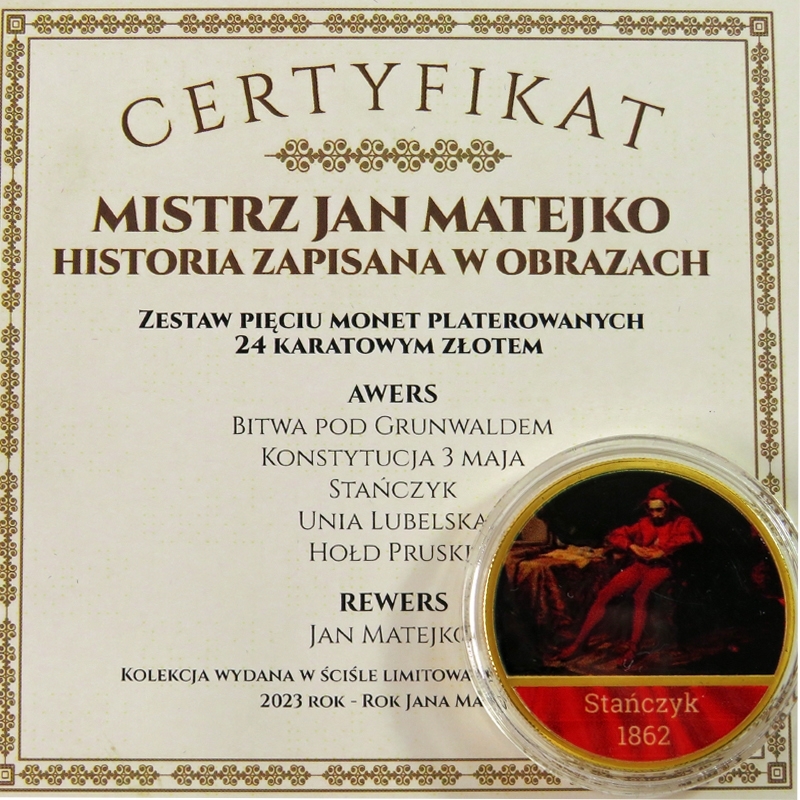 CERTYFIKAT
MISTRZ JAN MATEJKO
HISTORIA ZAPISANA W OBRAZACH
ZESTAW PIĘCIU MONET PLATEROWANYCH
24 KARATOWYM ZŁOTEM
AWERS
BITWA POD GRUNWALDEM
KONSTYTUCJA 3 MAJA
STAŃCZYK
UNIA LUBELSKA
HOŁD PRUSKI
REWERS
JAN MATEJKO
KOLEKCJA WYDANA W ŚCIŚLE
2023 ROK - ROK JANA
Stańczyk
1862